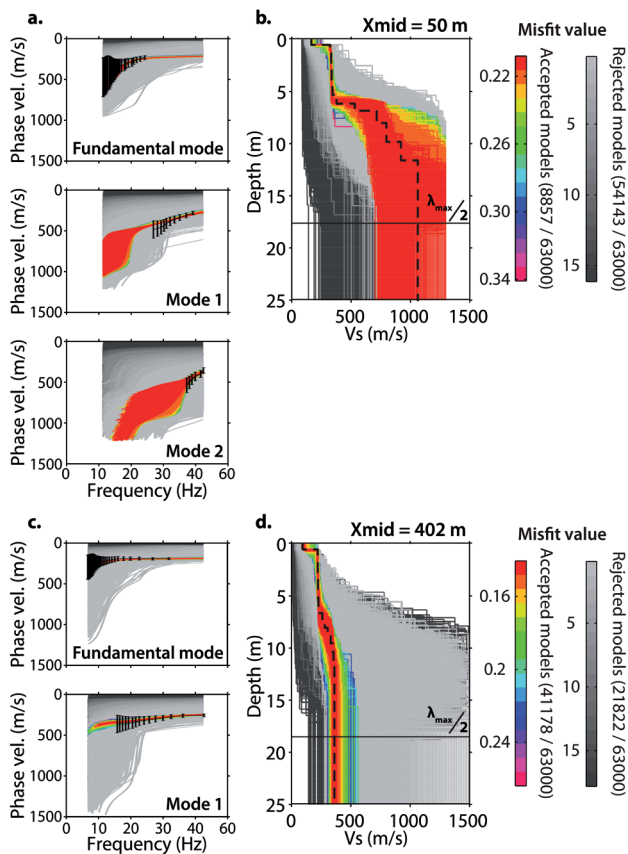 a.
0
500
1000
1500
Phase vel. (m/s)
Fundamental mode
0
500
1000
1500
Phase vel. (m/s)
Mode 1
0
500
1000
1500
Phase vel. (m/s)
Mode 2
0 20 40 60
Frequency (Hz)
b.
Xmid = 50 m
0
5
10
15
20
25
Depth (m)
λmax/2
0 500 1000 1500
Vs (m/s)
Misfit value
0.22
0.26
0.30
0.34
Accepted models (8857 / 63000)
5
10
15
Rejected models (54143 / 63000)
c.
0
500
1000
1500
Phase vel. (m/s)
Fundamental mode
0
500
1000
1500
Phase vel. (m/s)
Mode 1
0 20 40 60
Frequency (Hz)
d.
Xmid = 402 m
0
5
10
15
20
25
Depth (m)
λmax/2
0 500 1000 1500
Vs (m/s)
Misfit value
0.16
0.2
0.24
Accepted models (41178 / 63000)
5
10
15
Rejected models (21822 / 63000)